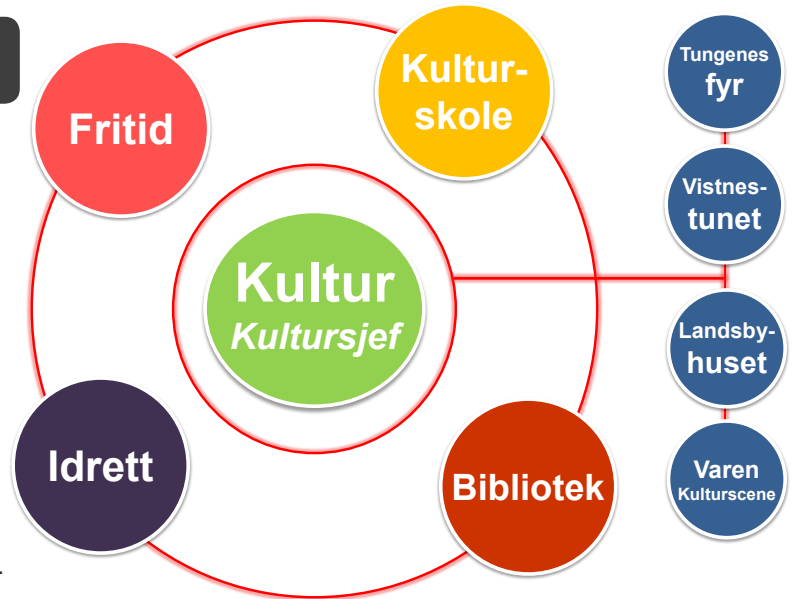 Fritid
Kultur-
skole
Kultur
Kultursjef
Idrett
Bibliotek
Tungenes
fyr
Vistnes-
tunet
Landsby-
huset
Varen
Kulturscene